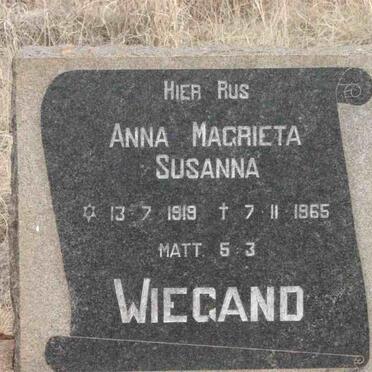 HIER RUS
ANNA MAGRIETA
SUSANNA
✡ 13 7 1919 † 7 11 1965
MATT 5 3
WIEGAND